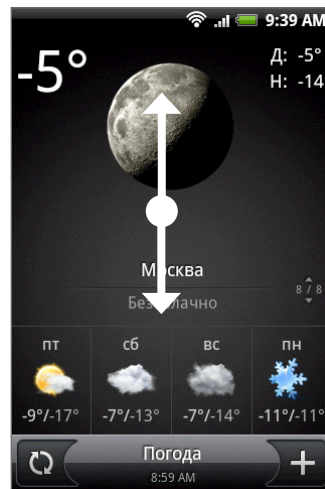 9:39 AM
-5°
Д: -5°
Н: -14
Москва
8 / 8
Безоблачно
пт сб вс пн
-9°/-17° -7°/-13° -7°/-14° -11°/-11°
Погода
8:59 AM